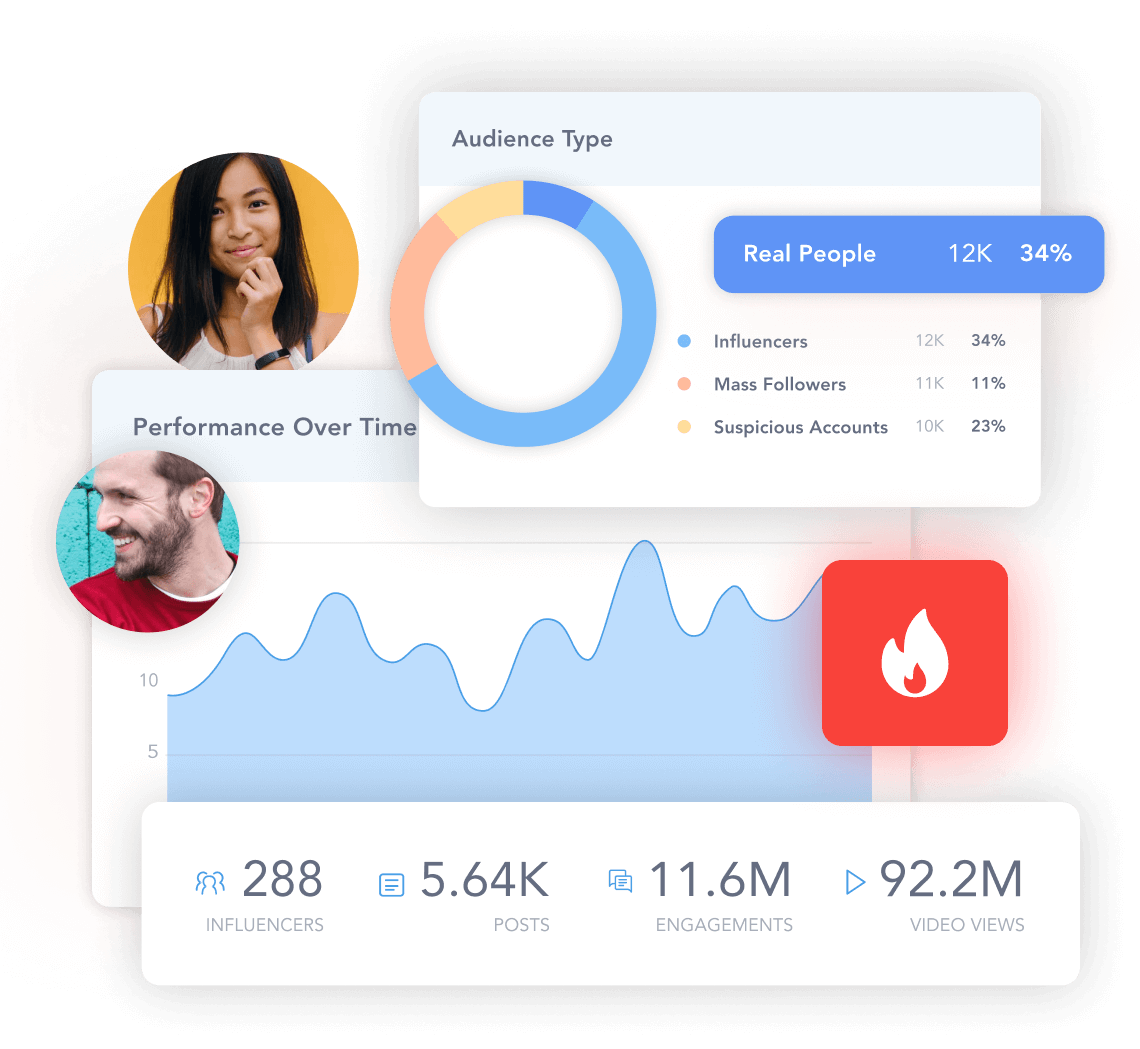 Audience Type
Real People 12K 34%
Influencers 12K 34%
Mass Followers 11K 11%
Suspicious Accounts 10K 23%
Performance Over Time
10
5
288 5.64K 11.6M 92.2M
INFLUENCERS POSTS ENGAGEMENTS VIDEO VIEWS